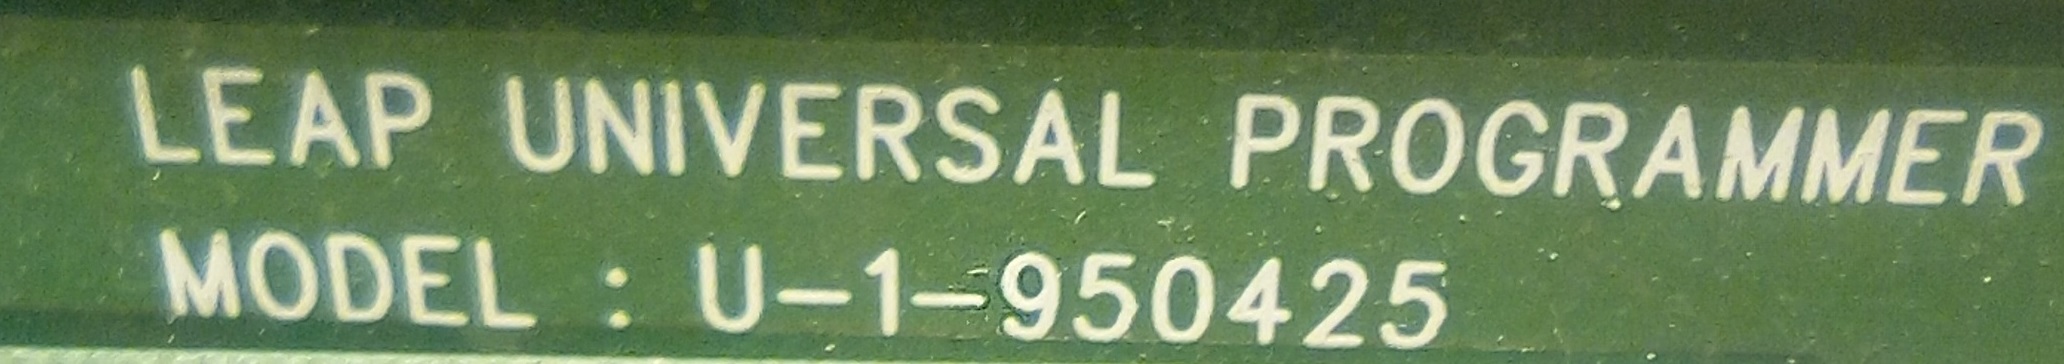 LEAP UNIVERSAL PROGRAMMER
MODEL : U-1-950425